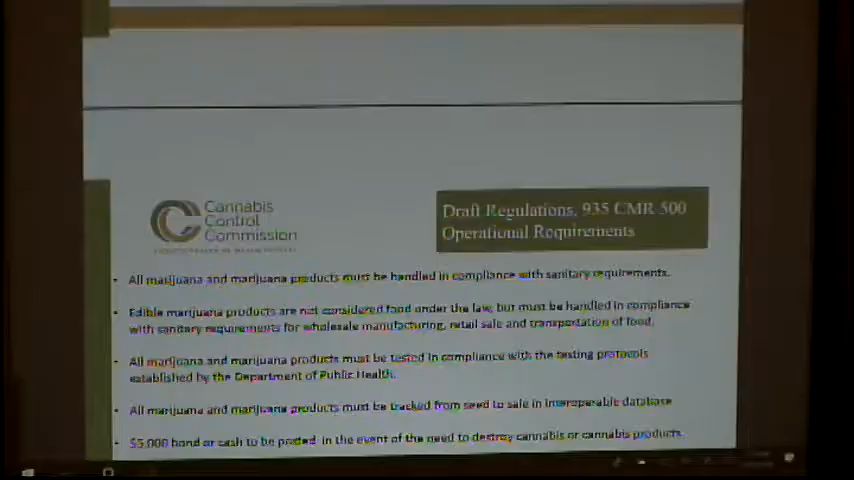 Cannabis
Control
Commission
Draft Regulations, 935 CMR 500
Operational Requirements
• All marijuana and marijuana products must be handled in compliance with sanitary requirements.
• Edible marijuana products are not considered food under the law, but must be handled in compliance
with sanitary requirements for wholesale manufacturing, retail sale and transportation of food.
• All marijuana and marijuana products must be tested in compliance with the testing protocols
established by the Department of Public Health.
• All marijuana and marijuana products must be tracked from seed to sale in interoperable database
• $5,000 bond or cash to be posted in the event of the need to destroy cannabis or cannabis products